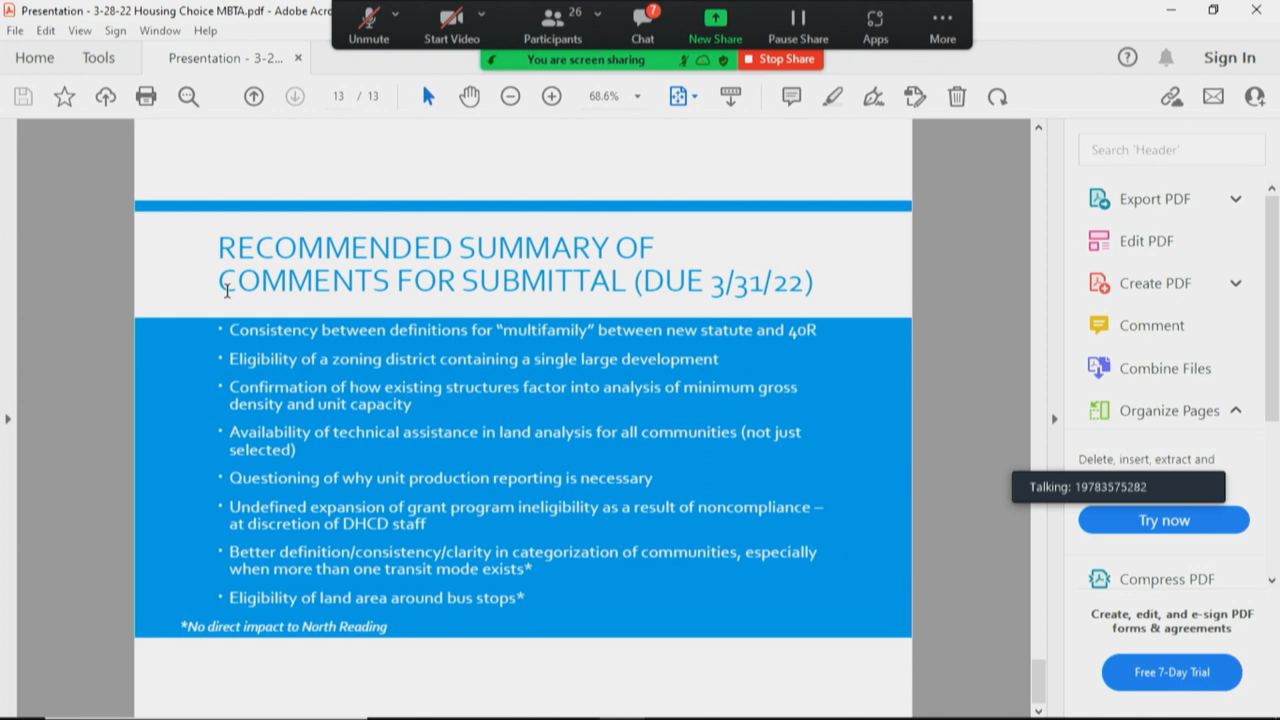 Presentation - 3-28-22 Housing Choice MBTA.pdf - Adobe Acro
File Edit View Sign Window Help
Unmute
Start Video
26
Participants
7
Chat
New Share
Pause Share
Apps
More
You are screen sharing
Stop Share
Home
Tools
Presentation - 3-2... ×
Sign In
13 / 13
68.6%
RECOMMENDED SUMMARY OF
COMMENTS FOR SUBMITTAL (DUE 3/31/22)
• Consistency between definitions for “multifamily” between new statute and 40R
• Eligibility of a zoning district containing a single large development
• Confirmation of how existing structures factor into analysis of minimum gross
density and unit capacity
• Availability of technical assistance in land analysis for all communities (not just
selected)
• Questioning of why unit production reporting is necessary
• Undefined expansion of grant program ineligibility as a result of noncompliance –
at discretion of DHCD staff
• Better definition/consistency/clarity in categorization of communities, especially
when more than one transit mode exists*
• Eligibility of land area around bus stops*
*No direct impact to North Reading
Search 'Header'
Export PDF
Edit PDF
Create PDF
Comment
Combine Files
Organize Pages
Delete, insert, extract and
Talking: 19783575282
Try now
Compress PDF
Create, edit, and e-sign PDF
forms & agreements
Free 7-Day Trial